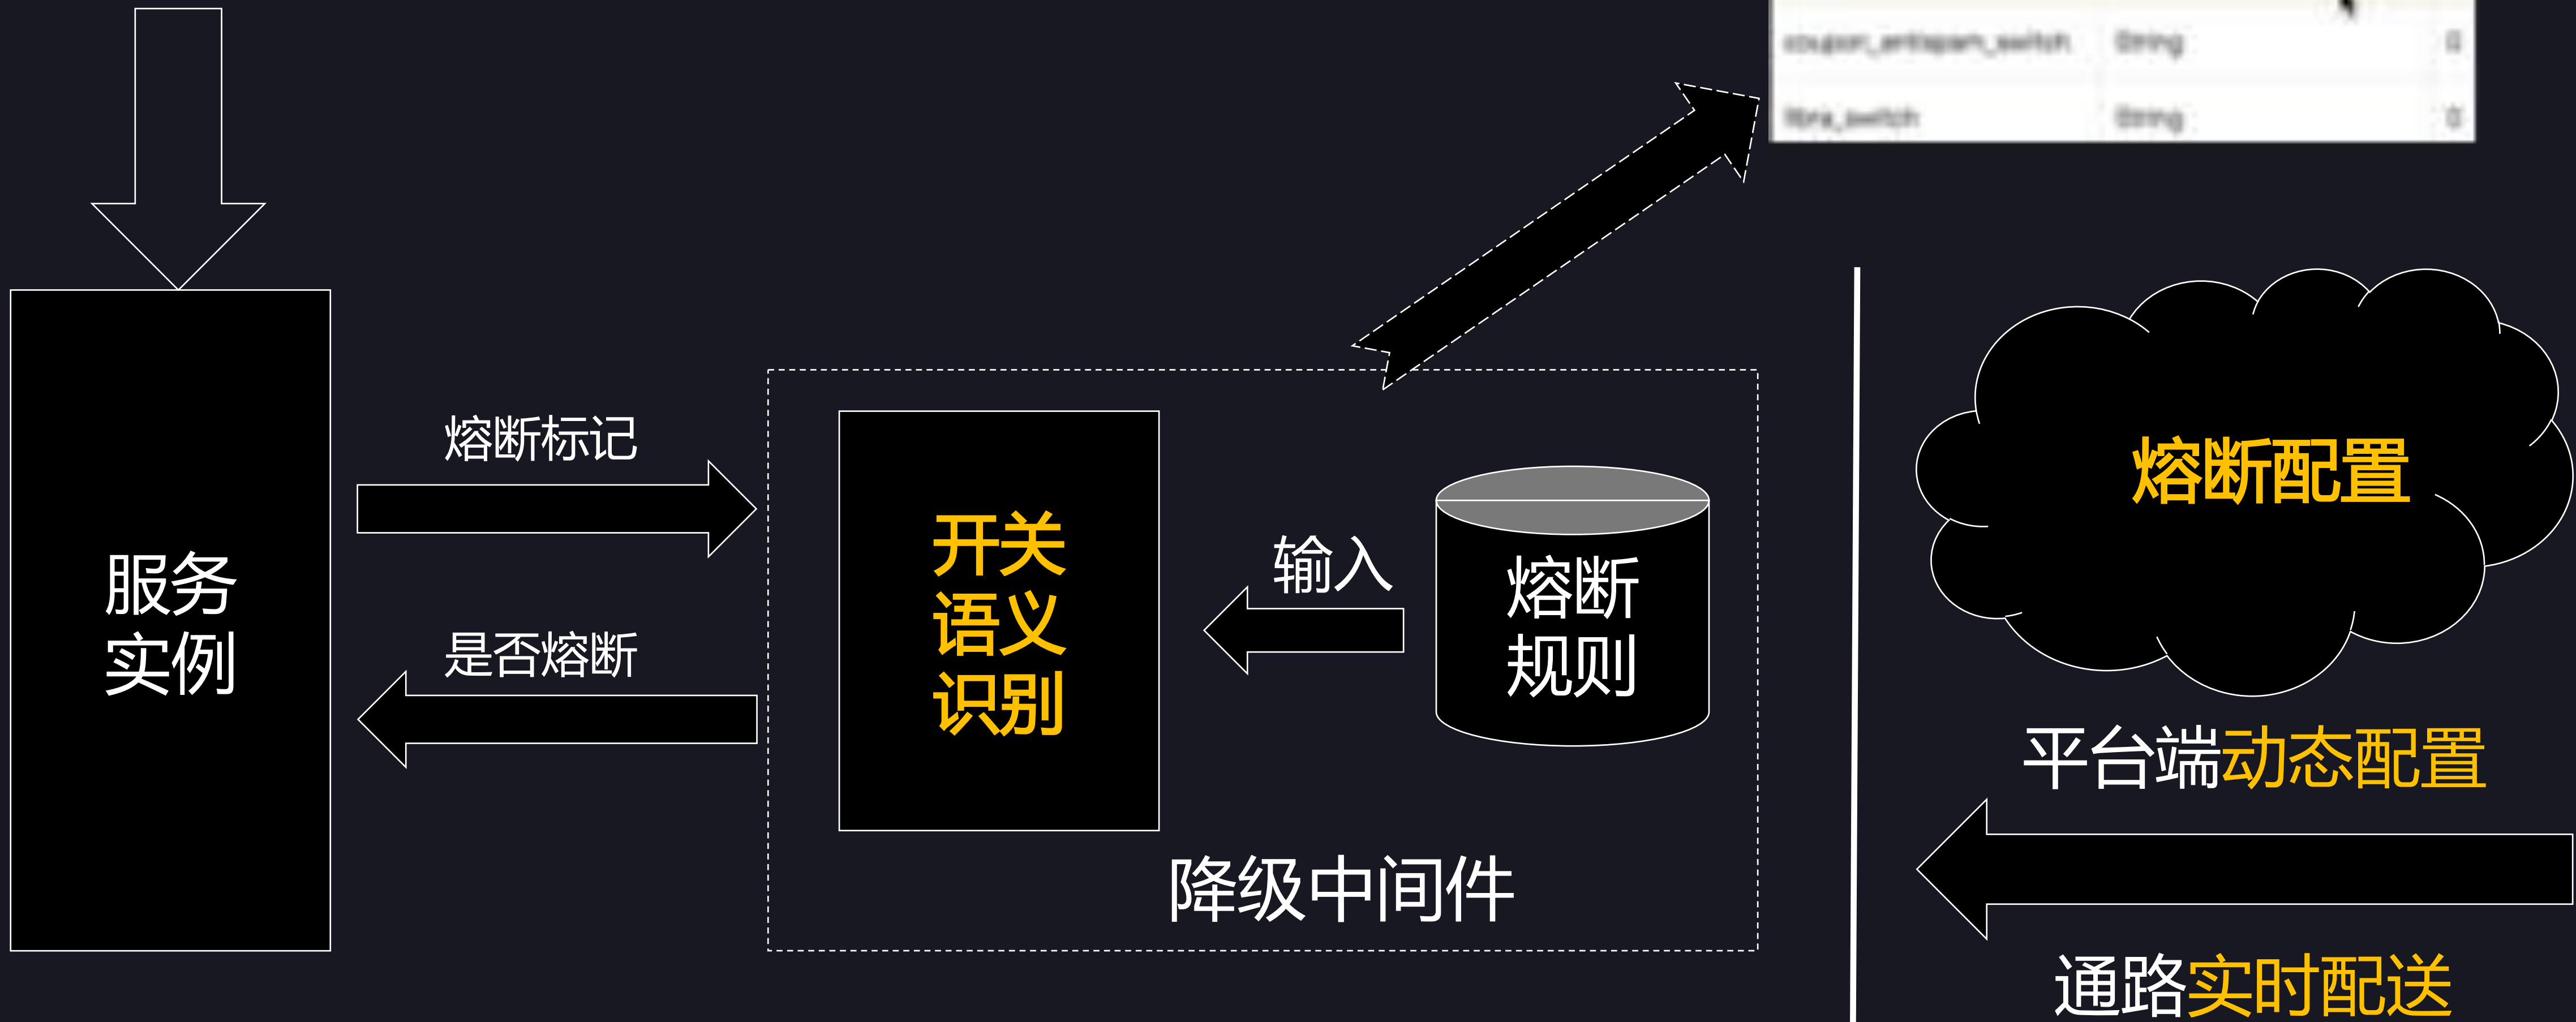 String
String
熔断标记
是否熔断
服务
实例
开关
语义
识别
输入
熔断
规则
降级中间件
熔断配置
平台端动态配置
通路实时配送